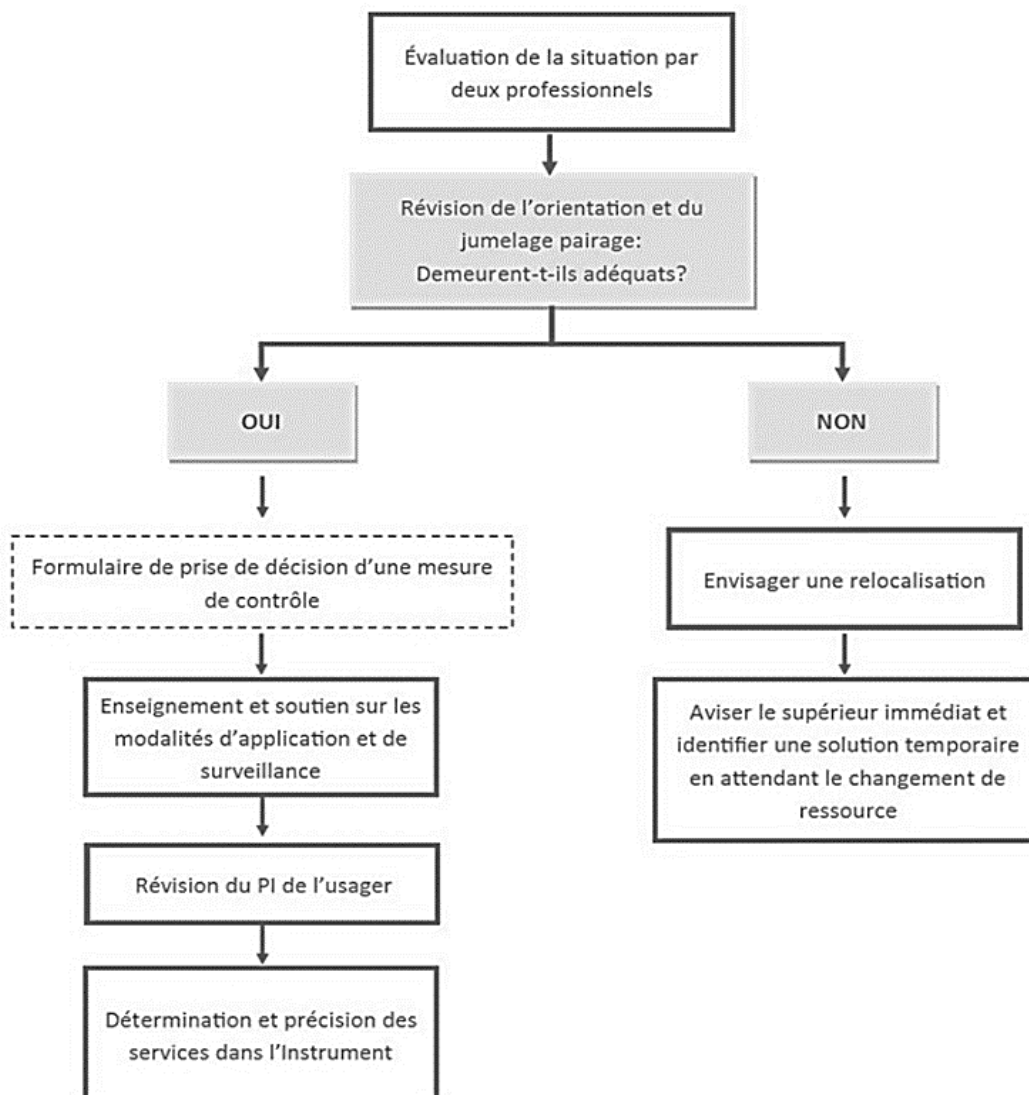 Évaluation de la situation par
deux professionnels
Révision de l’orientation et du
jumelage pairage:
Demeurent-t-ils adéquats?
OUI
NON
Formulaire de prise de décision d’une mesure
de contrôle
Envisager une relocalisation
Enseignement et soutien sur les
modalités d’application et de
surveillance
Aviser le supérieur immédiat et
identifier une solution temporaire
en attendant le changement de
ressource
Révision du PI de l’usager
Détermination et précision des
services dans l’Instrument